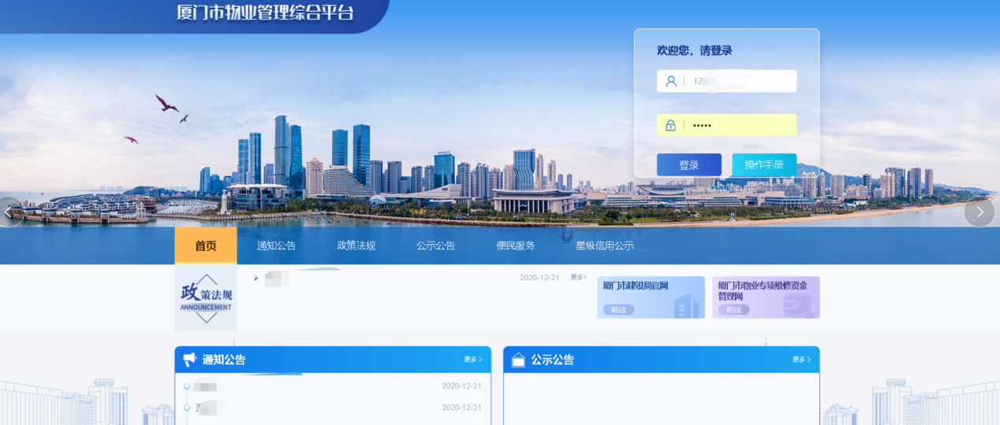 厦门市物业管理综合平台
欢迎您，请登录
12
•••••
登录 操作手册
首页 通知公告 政策法规 公示公告 便民服务 星级信用公示
政策法规
ANNOUNCEMENT
2020-12-21 更多>
厦门市建设局官网
前往
厦门市物业专项维修资金
管理网
前往
通知公告 更多 >
2020-12-21
2020-12-21
公示公告 更多 >